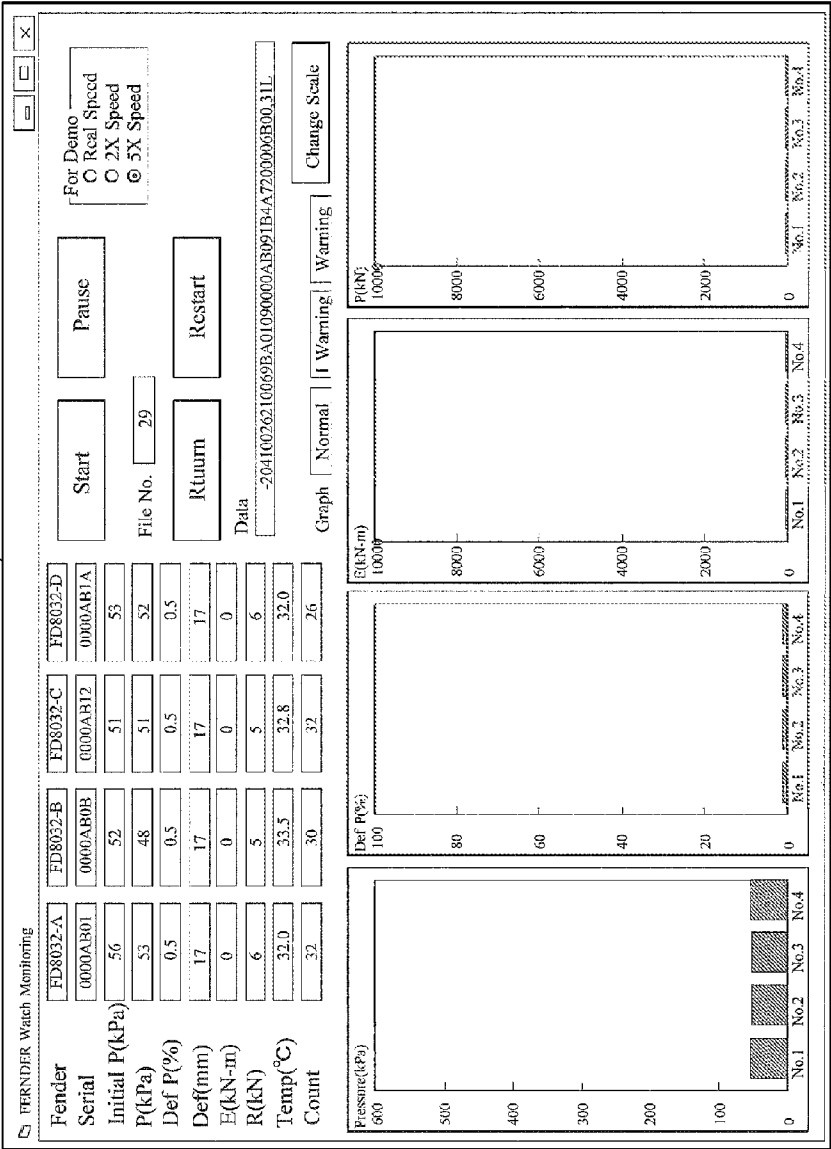 FERNDER Watch Monitoring
Fender FD8032-A FD8032-B FD8032-C FD8032-D
Serial 0000AB01 0000AB0B 0000AB12 0000AB1A
Initial P(kPa) 56 52 51 53
P(kPa) 53 48 51 52
Def P(%) 0.5 0.5 0.5 0.5
Def(mm) 17 17 17 17
E(kN-m) 0 0 0 0
R(kN) 6 5 5 6
Temp(°C) 32.0 33.5 32.8 32.0
Count 32 30 32 26
Start Pause
File No. 29
Rtuurn Restart
For Demo
Real Speed
2X Speed
5X Speed
Data
-20410026210069BA01090000AB091B4A7200006B00,31L
Graph Normal Warning Warning Change Scale
Pressure(kPa)
600
500
400
300
200
100
0
No.1 No.2 No.3 No.4
Def P(%)
100
80
60
40
20
0
No.1 No.2 No.3 No.4
E(kN-m)
10000
8000
6000
4000
2000
0
No.1 No.2 No.3 No.4
P(kN)
10000
8000
6000
4000
2000
0
No.1 No.2 No.3 No.4